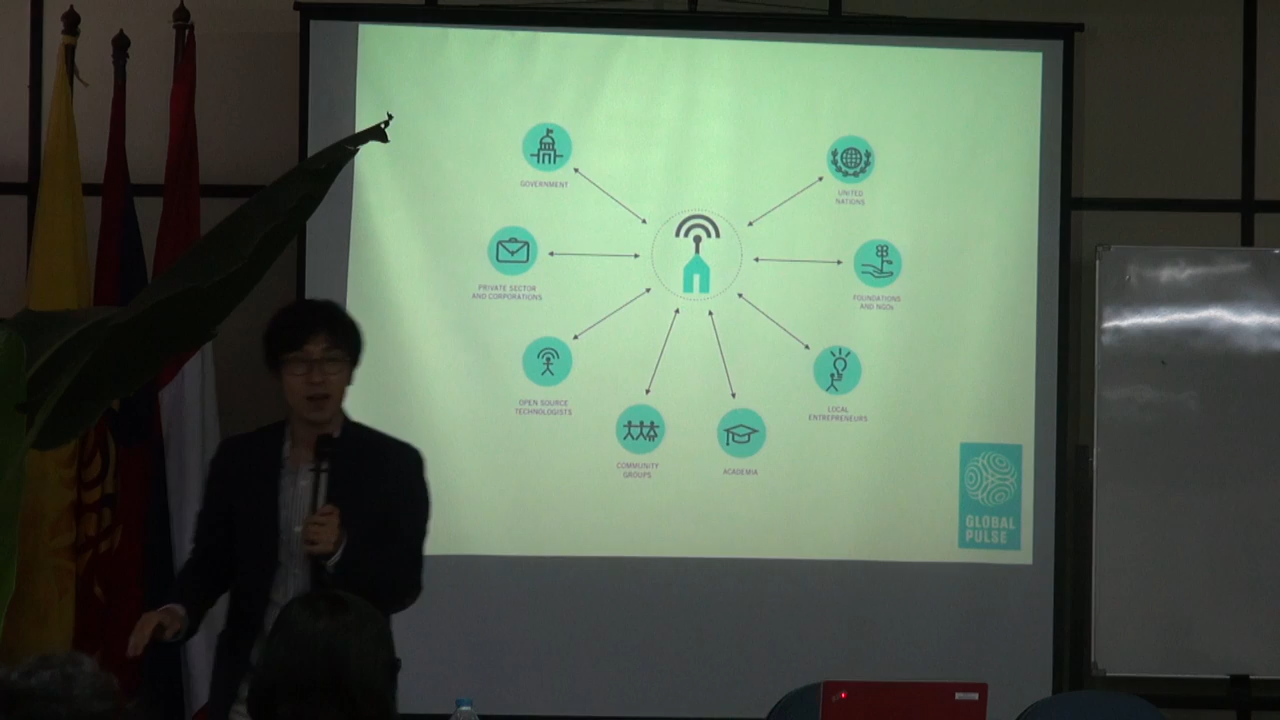 GOVERNMENT
UNITED
NATIONS
PRIVATE SECTOR
AND CORPORATIONS
FOUNDATIONS
AND NGOs
OPEN SOURCE
TECHNOLOGISTS
LOCAL
ENTREPRENEURS
COMMUNITY
GROUPS
ACADEMIA
GLOBAL
PULSE